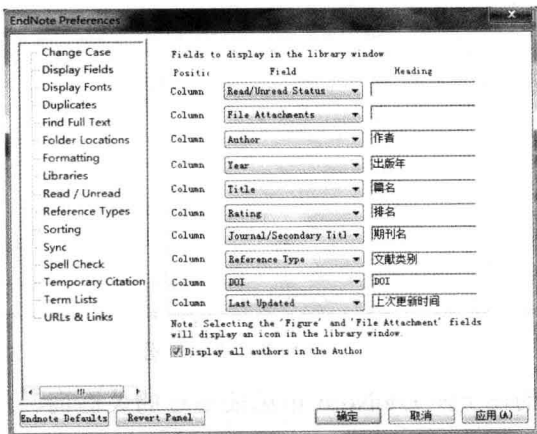 EndNote Preferences
Change Case
Display Fields
Display Fonts
Duplicates
Find Full Text
Folder Locations
Formatting
Libraries
Read / Unread
Reference Types
Sorting
Sync
Spell Check
Temporary Citation
Term Lists
URLs & Links
Fields to display in the library window
Positic Field Heading
Column Read/Unread Status
Column File Attachments
Column Author 作者
Column Year 出版年
Column Title 篇名
Column Rating 排名
Column Journal/Secondary Titl 期刊名
Column Reference Type 文献类别
Column DOI DOI
Column Last Updated 上次更新时间
Note: Selecting the 'Figure' and 'File Attachment' fields
will display an icon in the library window.
Display all authors in the Author
Endnote Defaults Revert Panel 确定 取消 应用(A)